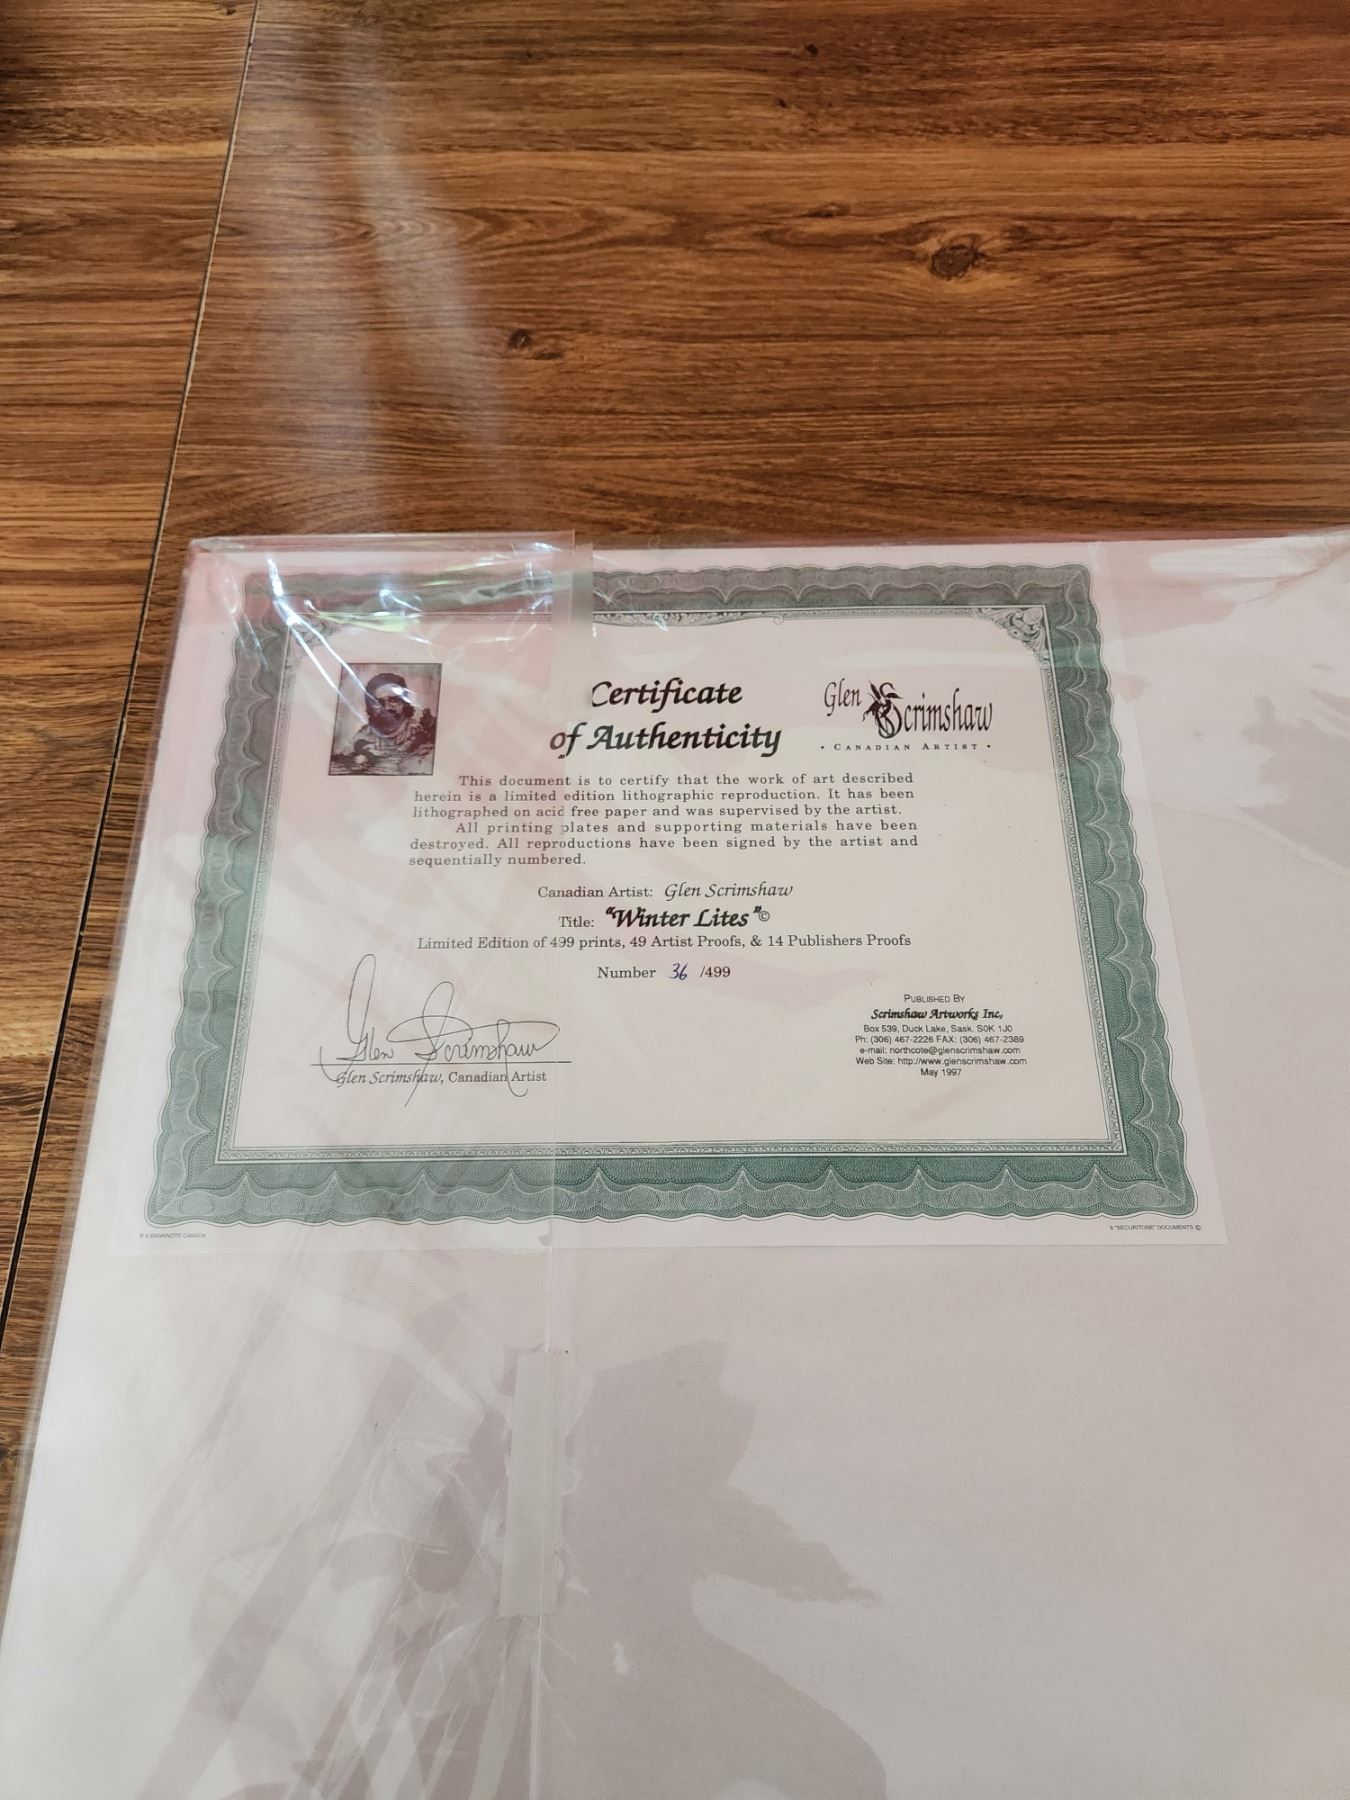 Certificate
of Authenticity
Glen Scrimshaw
• CANADIAN ARTIST •
This document is to certify that the work of art described
herein is a limited edition lithographic reproduction. It has been
lithographed on acid free paper and was supervised by the artist.
All printing plates and supporting materials have been
destroyed. All reproductions have been signed by the artist and
sequentially numbered.
Canadian Artist: Glen Scrimshaw
Title: "Winter Lites"©
Limited Edition of 499 prints, 49 Artist Proofs, & 14 Publishers Proofs
Number 36 /499
Glen Scrimshaw
Glen Scrimshaw, Canadian Artist
PUBLISHED BY
Scrimshaw Artworks Inc,
Box 539, Duck Lake, Sask. S0K 1J0
Ph: (306) 467-2226 FAX: (306) 467-2389
e-mail: northcote@glenscrimshaw.com
Web Site: http://www.glenscrimshaw.com
May 1997
BANKNOTE CANADA
"SECURITONE" DOCUMENTS ©